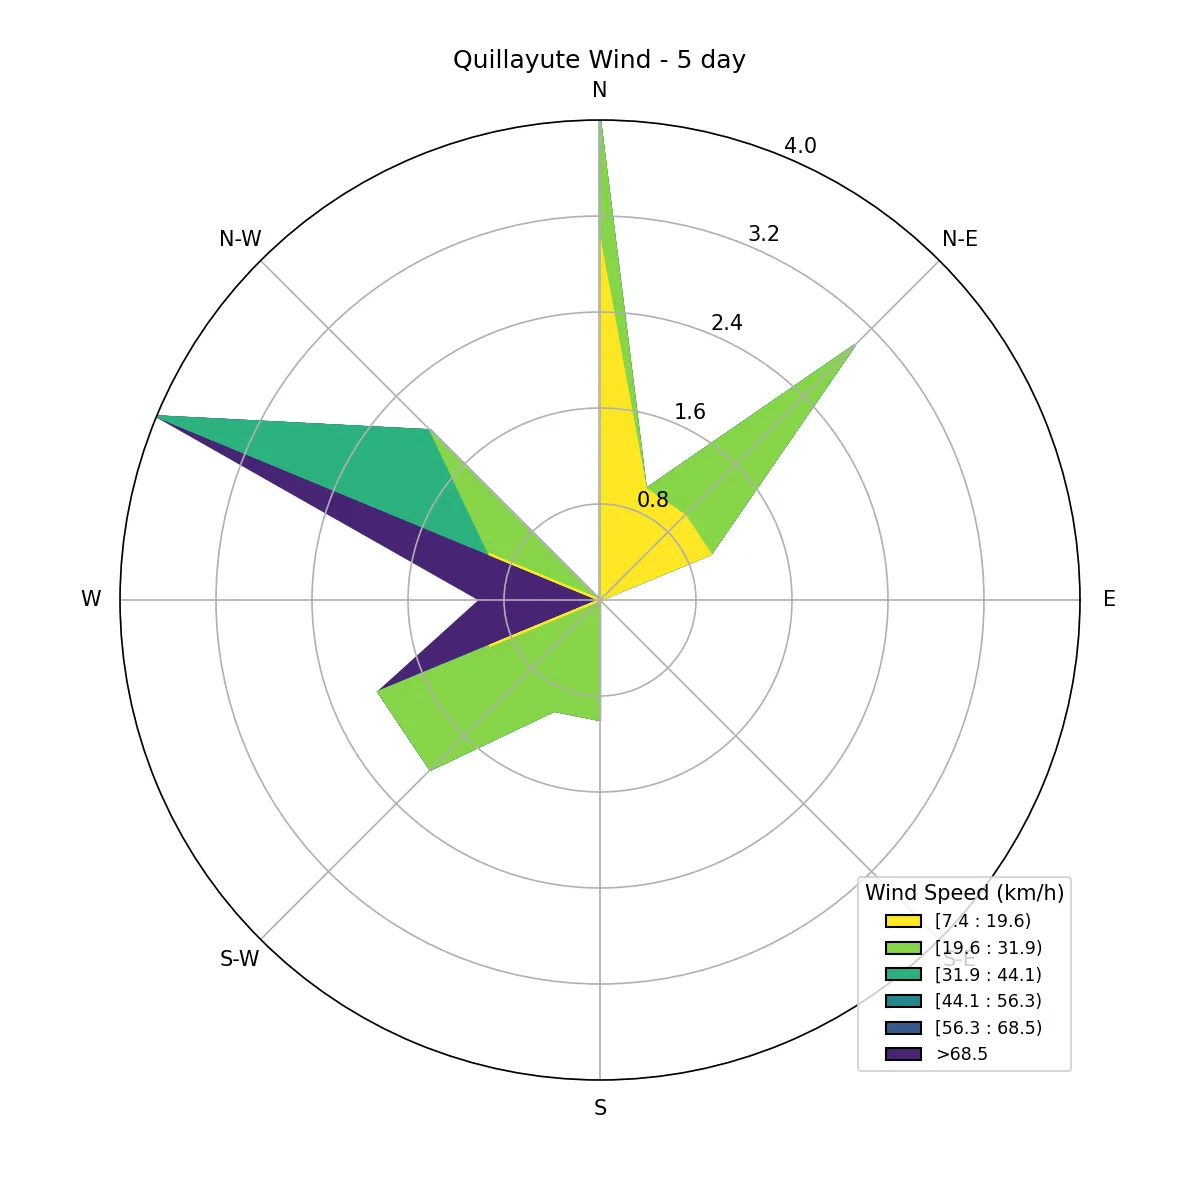 Quillayute Wind - 5 day
N
4.0
N-W
3.2
N-E
2.4
1.6
0.8
W
E
S-W
S-E
S
Wind Speed (km/h)
[7.4 : 19.6)
[19.6 : 31.9)
[31.9 : 44.1)
[44.1 : 56.3)
[56.3 : 68.5)
>68.5